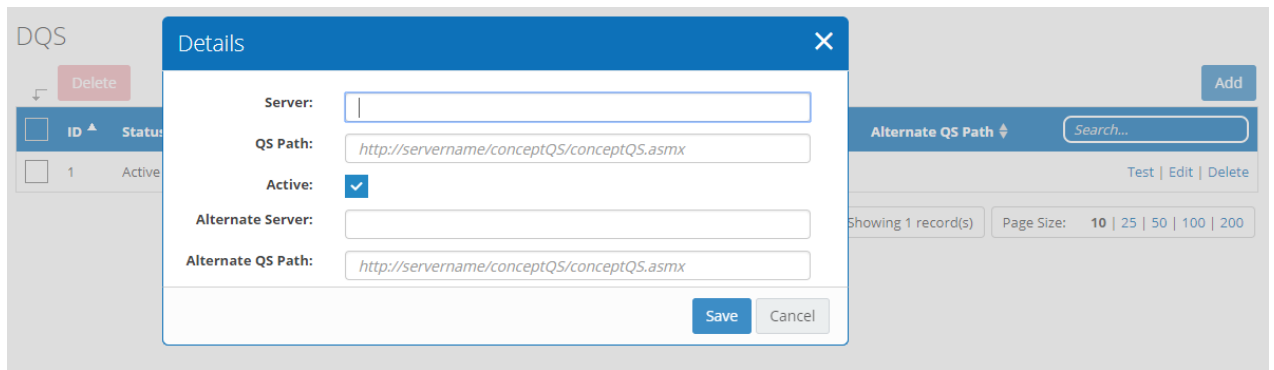 DQS
Details
Delete
Add
Server:
ID Status Alternate QS Path Search...
QS Path: http://servername/conceptQS/conceptQS.asmx
1 Active Test | Edit | Delete
Active:
Alternate Server:
Showing 1 record(s) Page Size: 10 | 25 | 50 | 100 | 200
Alternate QS Path: http://servername/conceptQS/conceptQS.asmx
Save Cancel